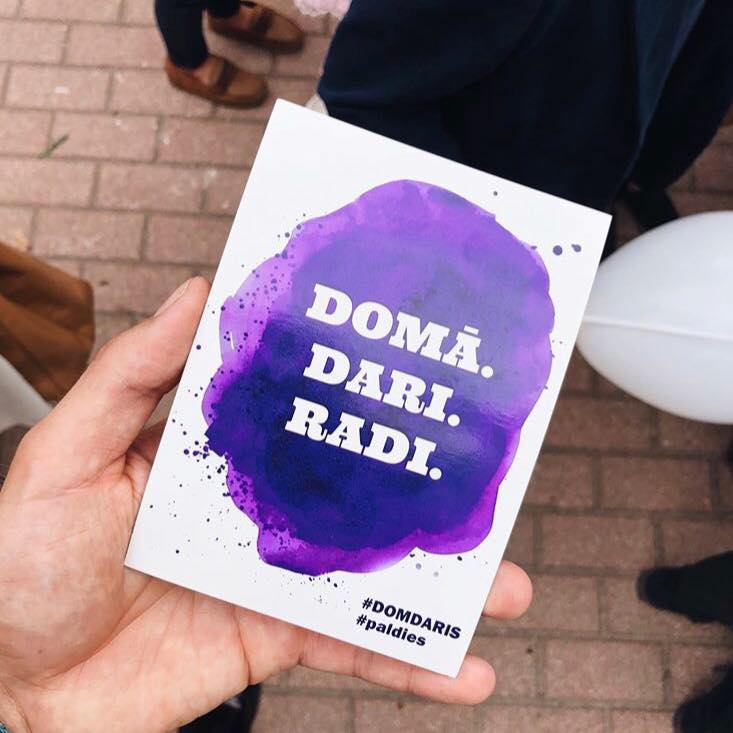 DOMĀ.
DARI.
RADI.
#DOMDARIS
#paldies